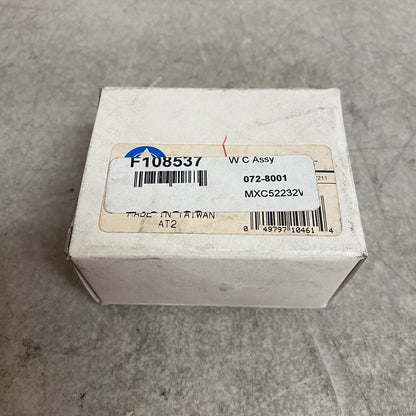 F108537 W C Assy
072-8001
MXC52232V
MADE IN TAIWAN
AT2
0 49797 10461 4